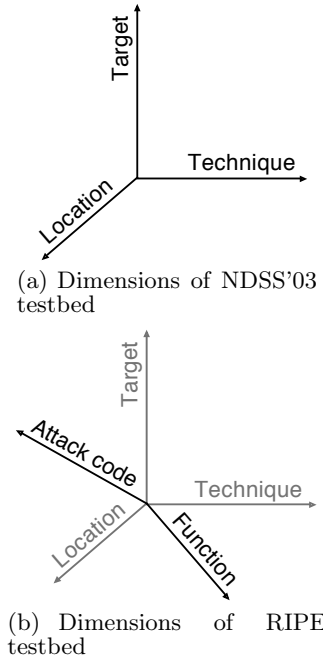 Target
Technique
Location
(a) Dimensions of NDSS'03
testbed
Target
Attack code
Technique
Location
Function
(b) Dimensions of RIPE
testbed